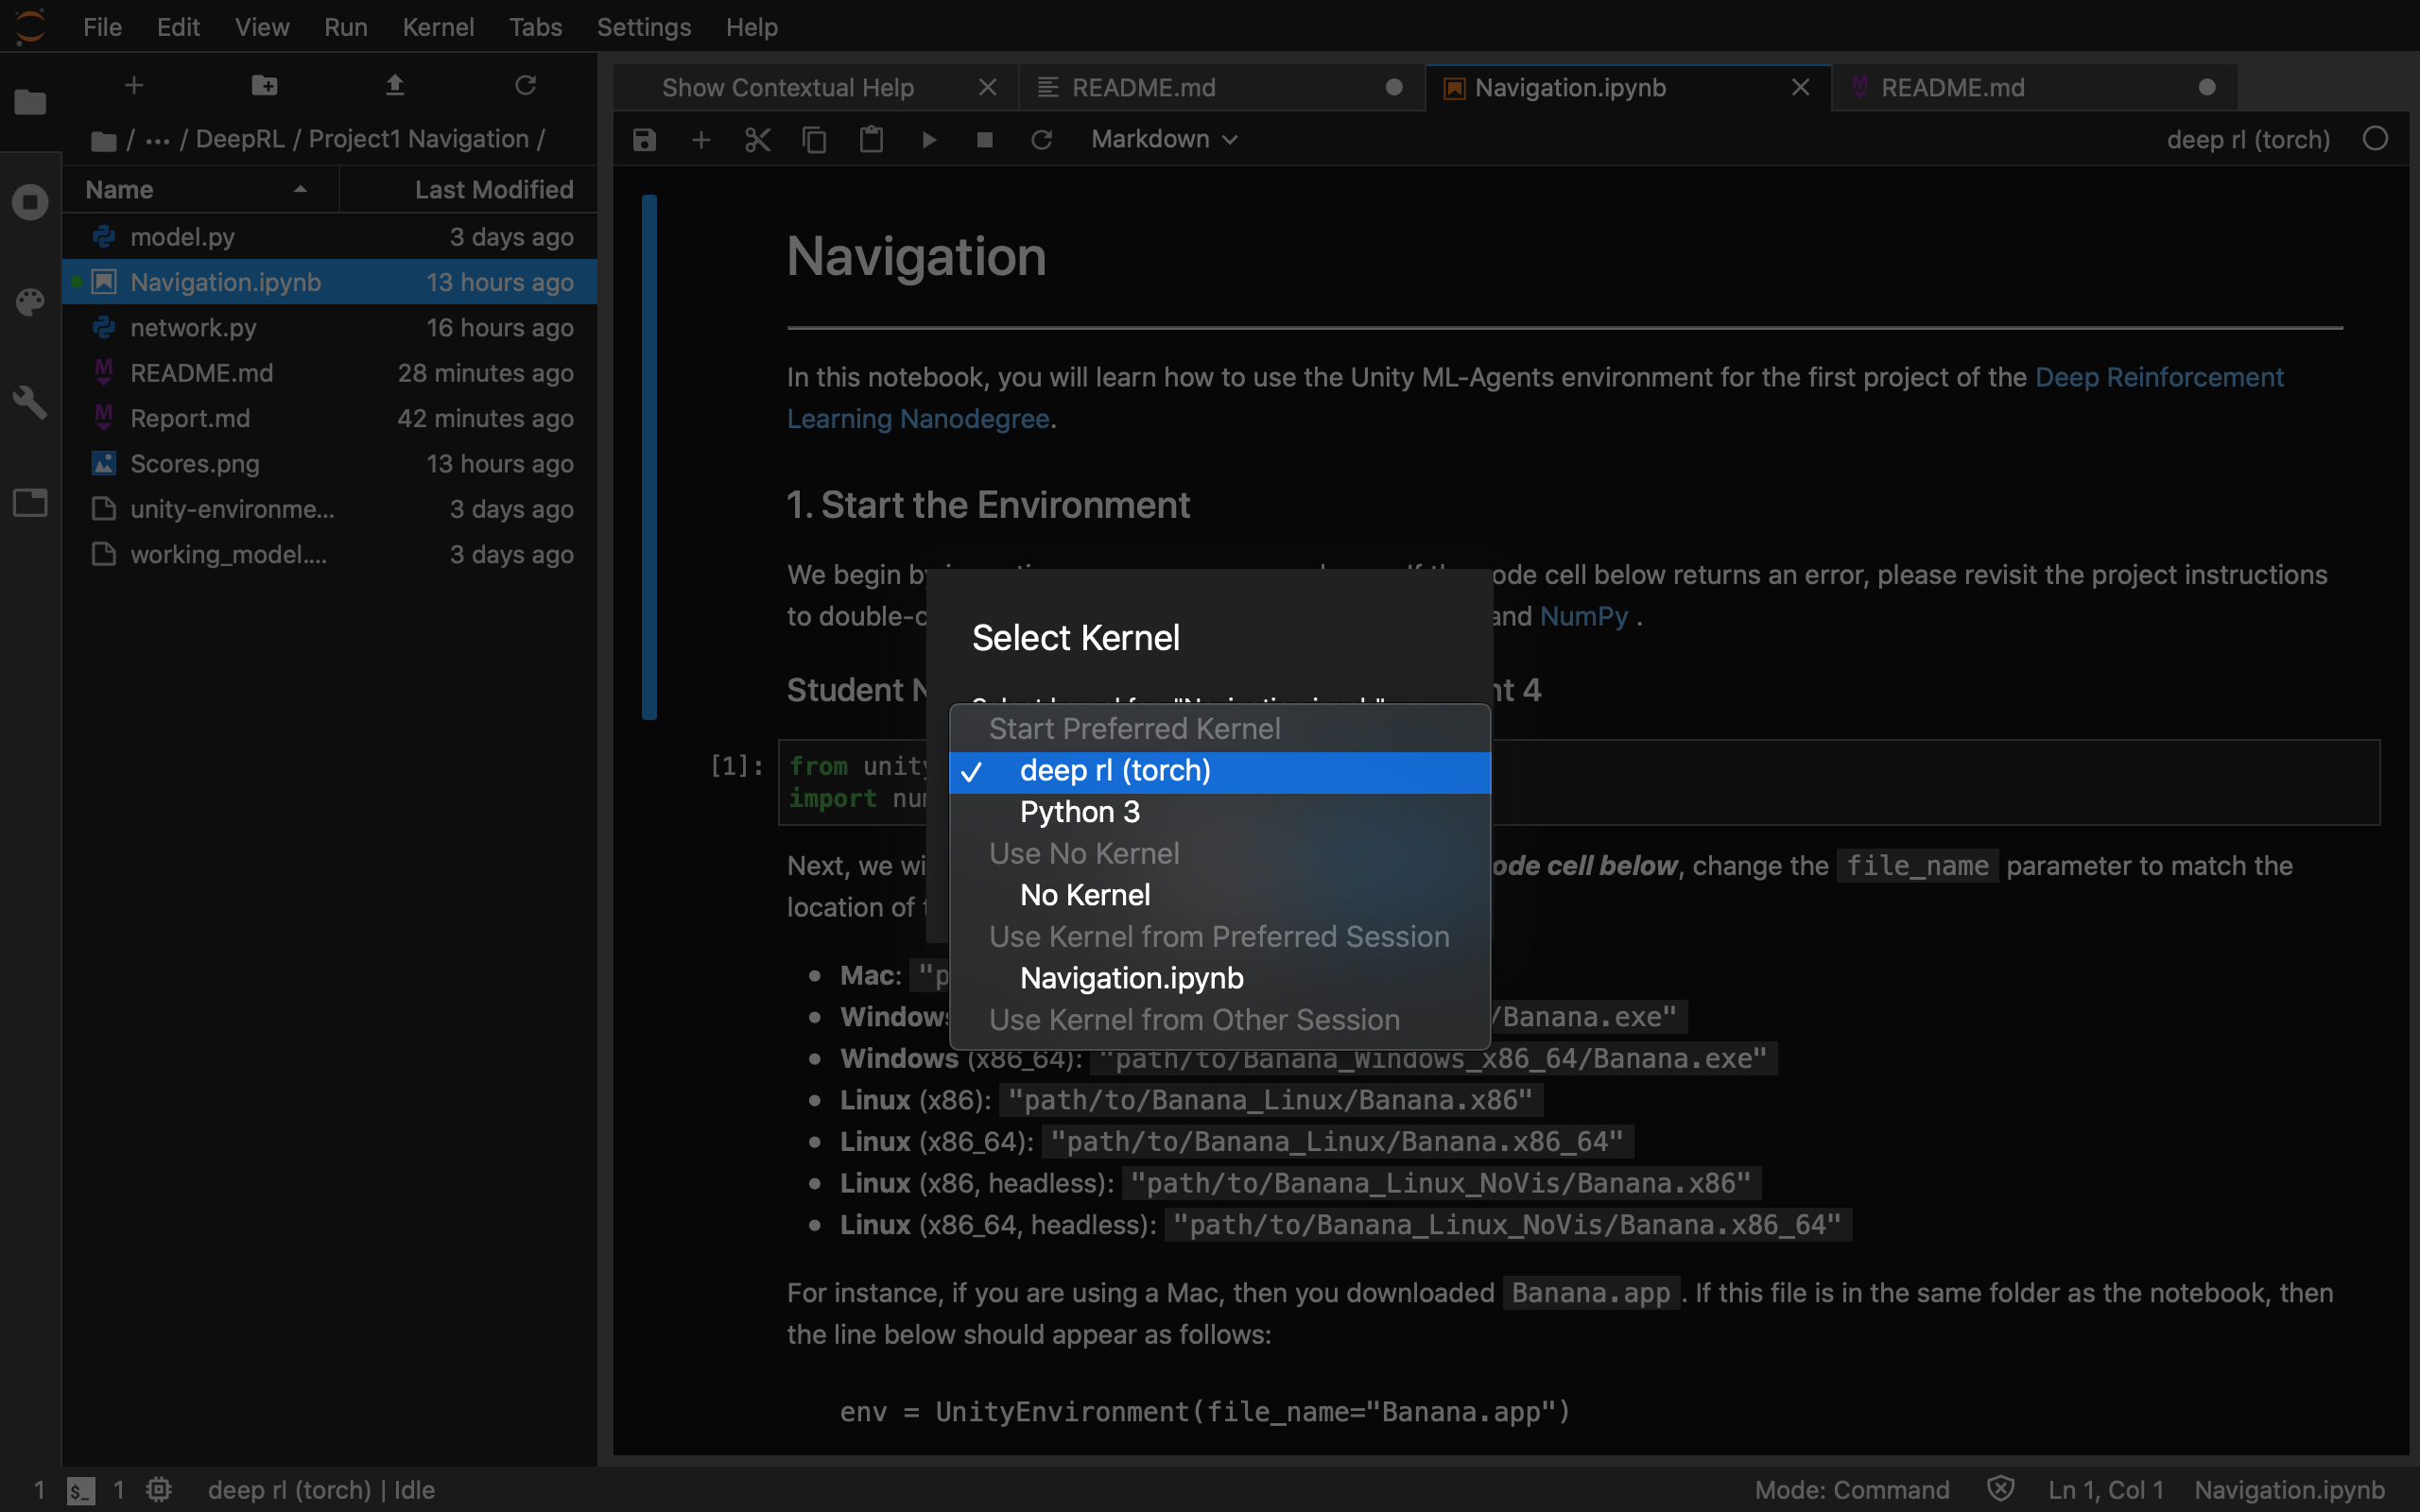 File Edit View Run Kernel Tabs Settings Help
/ ... / DeepRL / Project1 Navigation /
Name Last Modified
model.py 3 days ago
Navigation.ipynb 13 hours ago
network.py 16 hours ago
README.md 28 minutes ago
Report.md 42 minutes ago
Scores.png 13 hours ago
unity-environme... 3 days ago
working_model.... 3 days ago
Show Contextual Help README.md Navigation.ipynb README.md
Markdown deep rl (torch)
Navigation
In this notebook, you will learn how to use the Unity ML-Agents environment for the first project of the Deep Reinforcement
Learning Nanodegree.
1. Start the Environment
We begin by ode cell below returns an error, please revisit the project instructions
to double-c and NumPy .
Student N nt 4
[1]: from unity
import num
Next, we wi ode cell below, change the file_name parameter to match the
location of t
Mac: "p
Windows /Banana.exe"
Windows (x86_64): "path/to/Banana_Windows_x86_64/Banana.exe"
Linux (x86): "path/to/Banana_Linux/Banana.x86"
Linux (x86_64): "path/to/Banana_Linux/Banana.x86_64"
Linux (x86, headless): "path/to/Banana_Linux_NoVis/Banana.x86"
Linux (x86_64, headless): "path/to/Banana_Linux_NoVis/Banana.x86_64"
For instance, if you are using a Mac, then you downloaded Banana.app . If this file is in the same folder as the notebook, then
the line below should appear as follows:
env = UnityEnvironment(file_name="Banana.app")
Select Kernel
Select kernel for: "Navigation.ipynb"
Start Preferred Kernel
deep rl (torch)
Python 3
Use No Kernel
No Kernel
Use Kernel from Preferred Session
Navigation.ipynb
Use Kernel from Other Session
1 $_ 1 deep rl (torch) | Idle Mode: Command Ln 1, Col 1 Navigation.ipynb